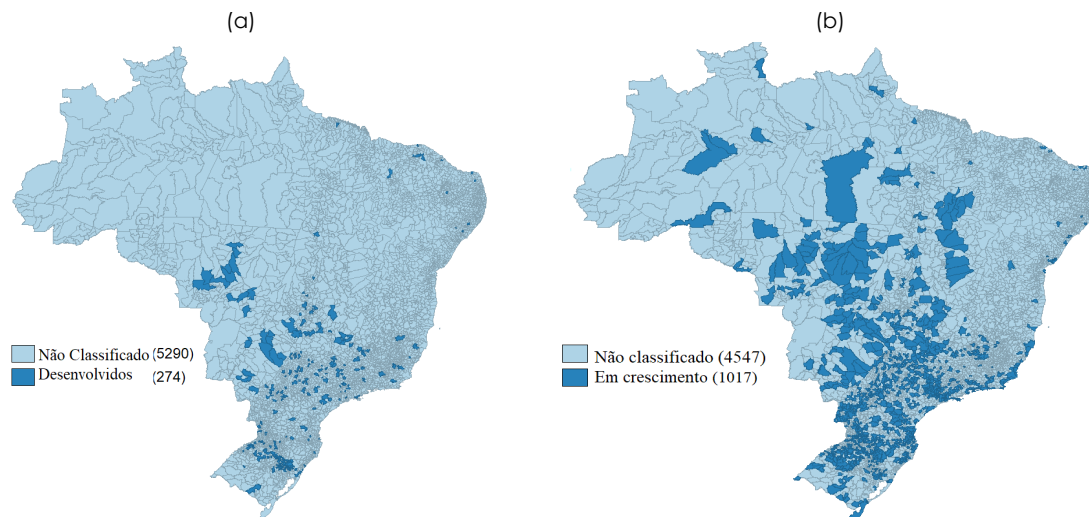 (a)
(b)
Não Classificado (5290)
Desenvolvidos (274)
Não classificado (4547)
Em crescimento (1017)